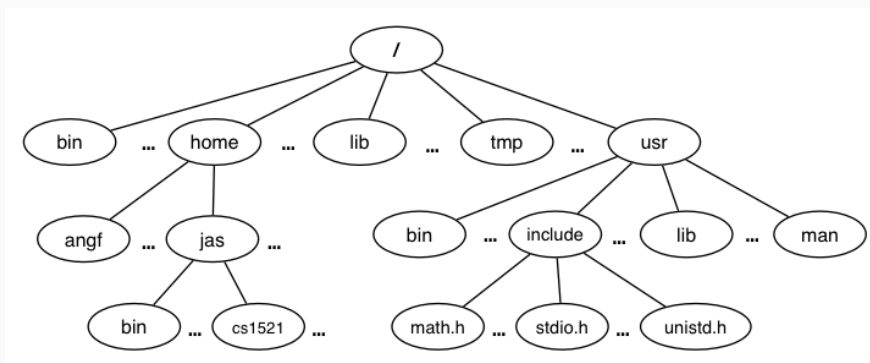 /
bin ... home ... lib ... tmp ... usr
angf ... jas ... bin ... include ... lib ... man
bin ... cs1521 ... math.h ... stdio.h ... unistd.h